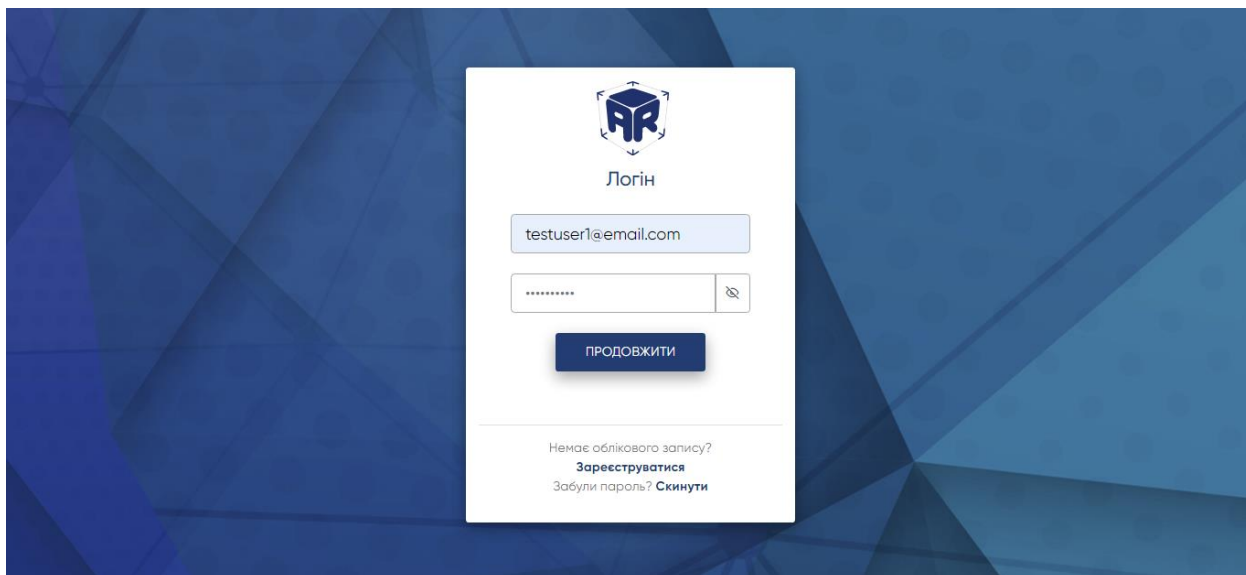 AR
Логін
testuser1@email.com
••••••••••
ПРОДОВЖИТИ
Немає облікового запису?
Зареєструватися
Забули пароль? Скинути